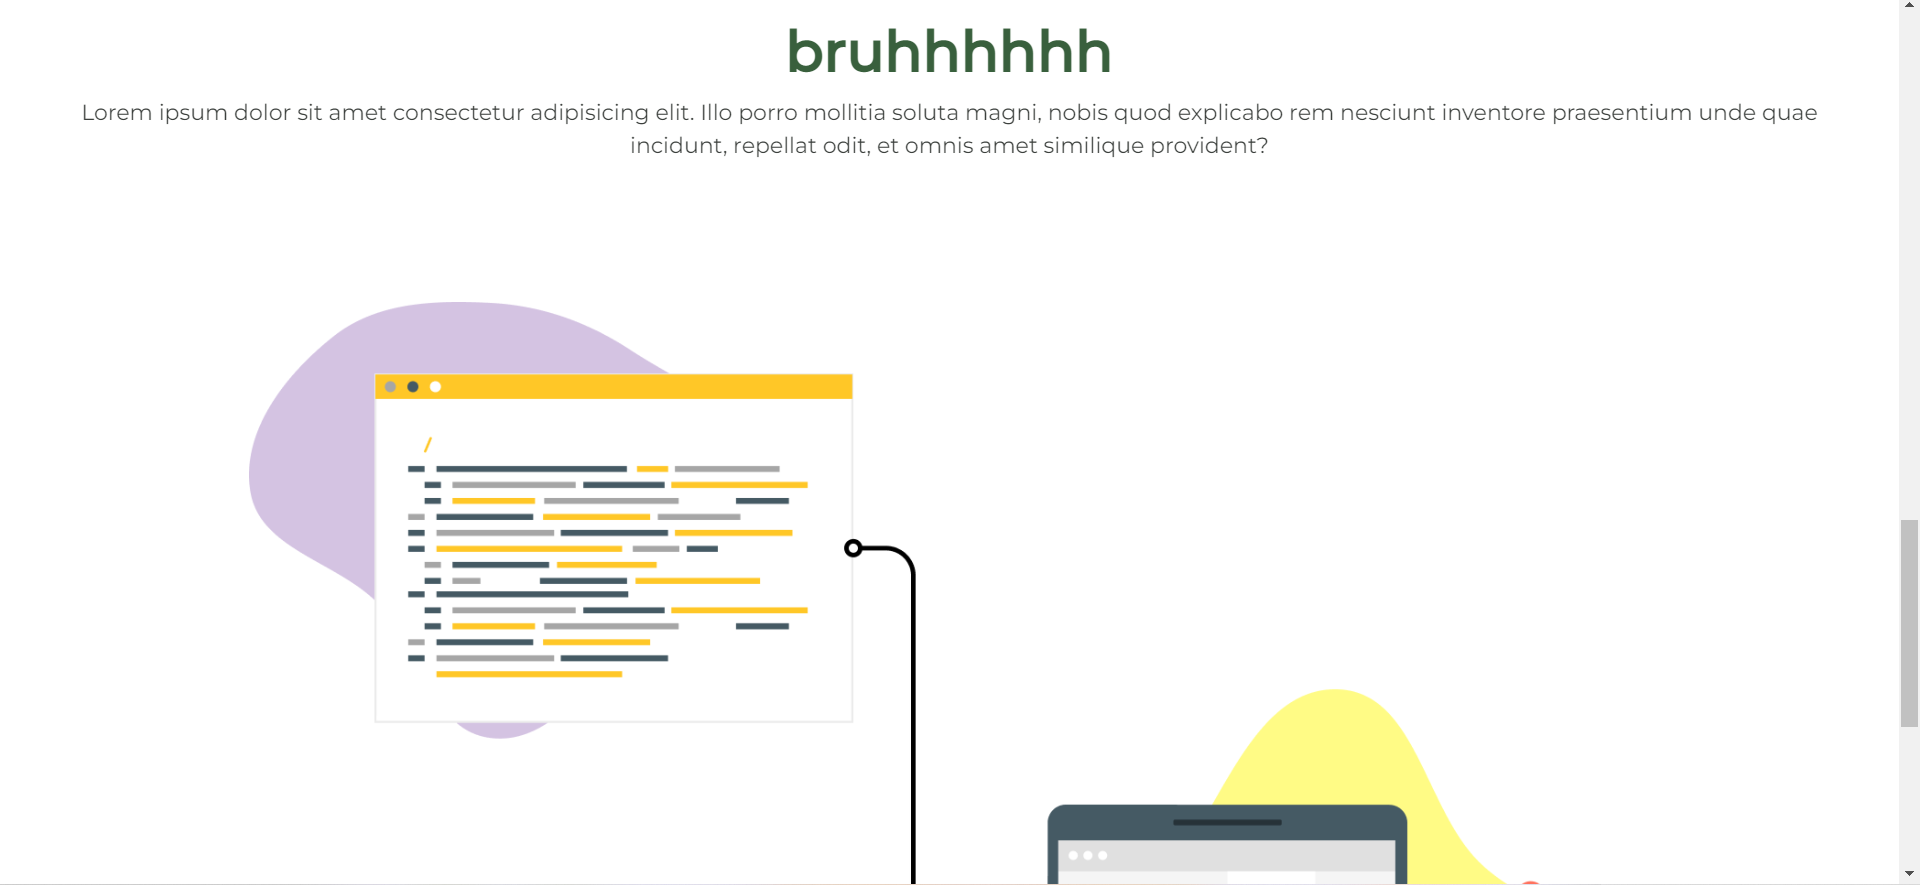 bruhhhhhh
Lorem ipsum dolor sit amet consectetur adipisicing elit. Illo porro mollitia soluta magni, nobis quod explicabo rem nesciunt inventore praesentium unde quae
incidunt, repellat odit, et omnis amet similique provident?
/